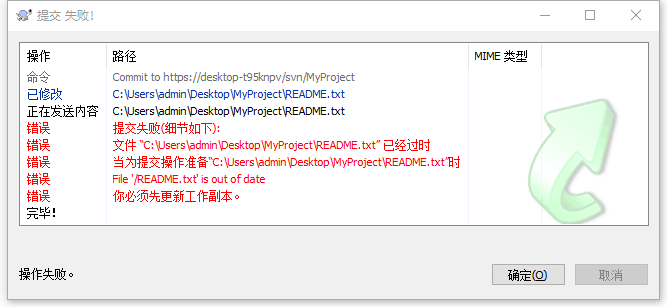 提交 失败!
操作 路径 MIME 类型
命令 Commit to https://desktop-t95knpv/svn/MyProject
已修改 C:\Users\admin\Desktop\MyProject\README.txt
正在发送内容 C:\Users\admin\Desktop\MyProject\README.txt
错误 提交失败(细节如下):
错误 文件 “C:\Users\admin\Desktop\MyProject\README.txt” 已经过时
错误 当为提交操作准备“C:\Users\admin\Desktop\MyProject\README.txt”时
错误 File '/README.txt' is out of date
错误 你必须先更新工作副本。
完毕!
操作失败。 确定(O) 取消